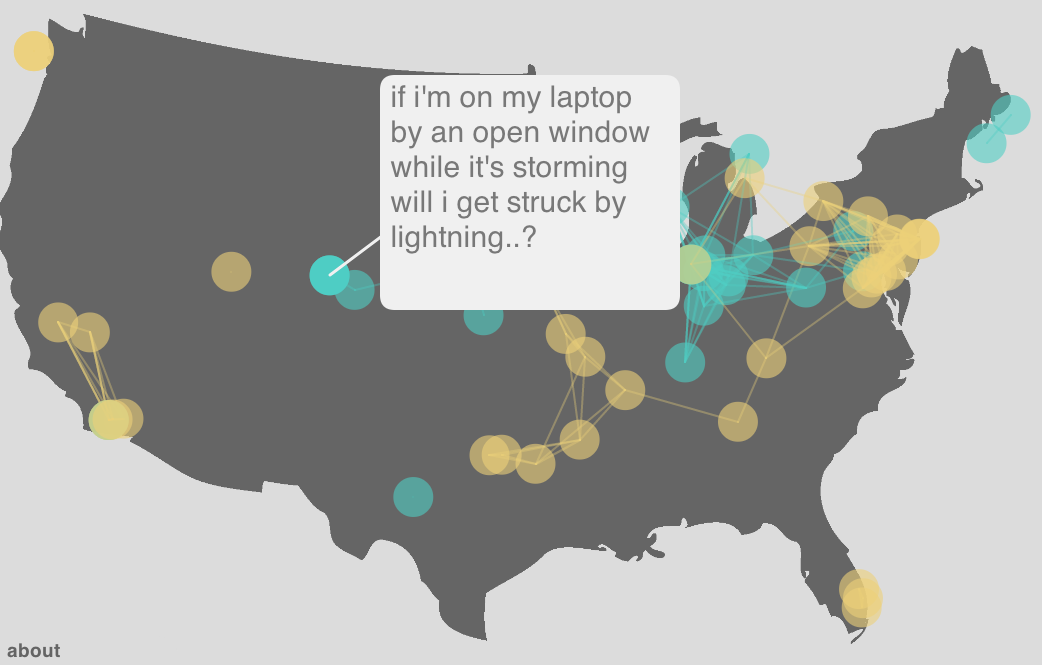 if i'm on my laptop
by an open window
while it's storming
will i get struck by
lightning..?
about